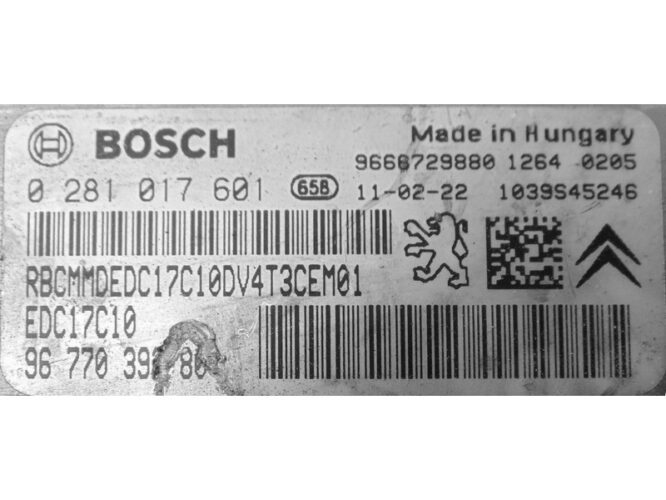 BOSCH
Made in Hungary
9668729880 1264 0205
0 281 017 601 65B 11-02-22 1039S45246
RBCMMDEDC17C10DV4T3CEM01
EDC17C10
96 770 80